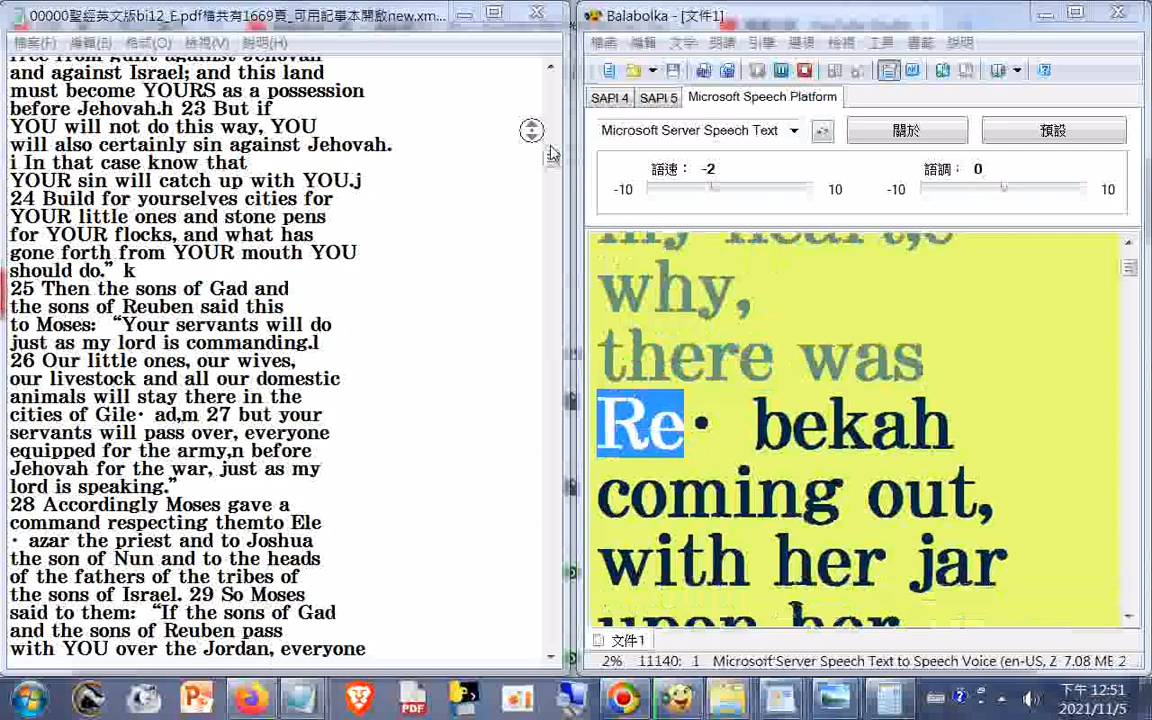 00000聖經英文版bi12_E.pdf檔共有1669頁_可用記事本開啟new.xm...
檔案(F) 編輯(E) 格式(O) 檢視(V) 說明(H)
free from guilt against Jehovah
and against Israel; and this land
must become YOURS as a possession
before Jehovah.h 23 But if
YOU will not do this way, YOU
will also certainly sin against Jehovah.
i In that case know that
YOUR sin will catch up with YOU.j
24 Build for yourselves cities for
YOUR little ones and stone pens
for YOUR flocks, and what has
gone forth from YOUR mouth YOU
should do.” k
25 Then the sons of Gad and
the sons of Reuben said this
to Moses: “Your servants will do
just as my lord is commanding.l
26 Our little ones, our wives,
our livestock and all our domestic
animals will stay there in the
cities of Gile· ad,m 27 but your
servants will pass over, everyone
equipped for the army,n before
Jehovah for the war, just as my
lord is speaking.”
28 Accordingly Moses gave a
command respecting themto Ele
· azar the priest and to Joshua
the son of Nun and to the heads
of the fathers of the tribes of
the sons of Israel. 29 So Moses
said to them: “If the sons of Gad
and the sons of Reuben pass
with YOU over the Jordan, everyone
Balabolka - [文件1]
檔案 編輯 文字 朗讀 引擎 選項 檢視 工具 書籤 說明
SAPI 4 SAPI 5 Microsoft Speech Platform
Microsoft Server Speech Text 關於 預設
語速： -2 語調： 0
-10 10 -10 10
my heart,s
why,
there was
Re· bekah
coming out,
with her jar
upon her
文件1
2% 11140: 1 Microsoft Server Speech Text to Speech Voice (en-US, Z 7.08 ME 2
PDF
下午 12:51
2021/11/5